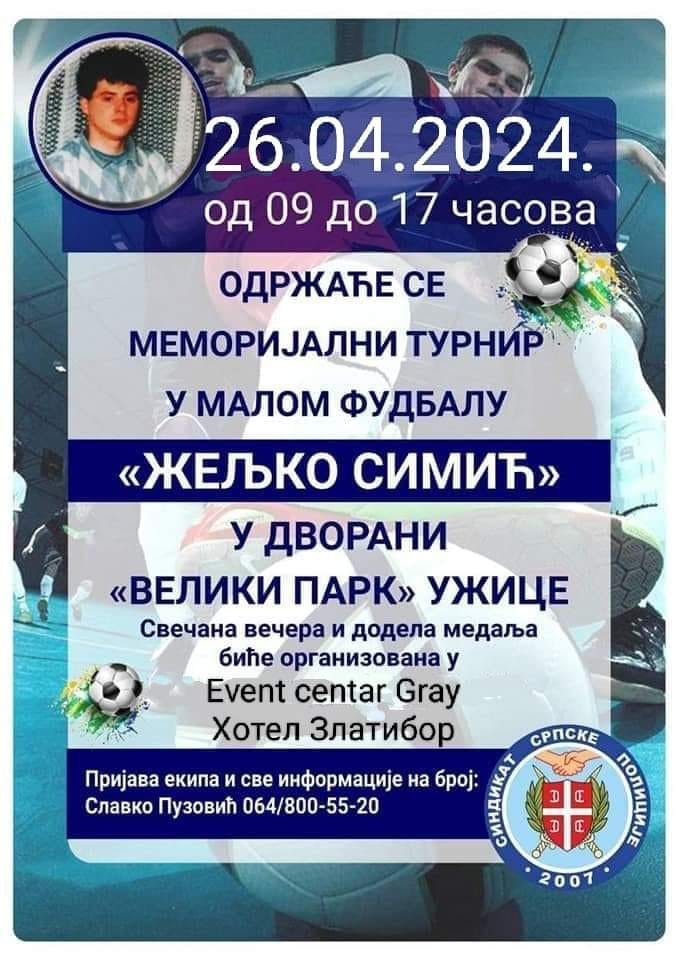 26.04.2024.
од 09 до 17 часова
ОДРЖАЋЕ СЕ
МЕМОРИЈАЛНИ ТУРНИР
У МАЛОМ ФУДБАЛУ
«ЖЕЉКО СИМИЋ»
У ДВОРАНИ
«ВЕЛИКИ ПАРК» УЖИЦЕ
Свечана вечера и додела медаља
биће организована у
Event centar Gray
Хотел Златибор
Пријава екипа и све информације на број:
Славко Пузовић 064/800-55-20
СИНДИКАТ СРПСКЕ ПОЛИЦИЈЕ
2007